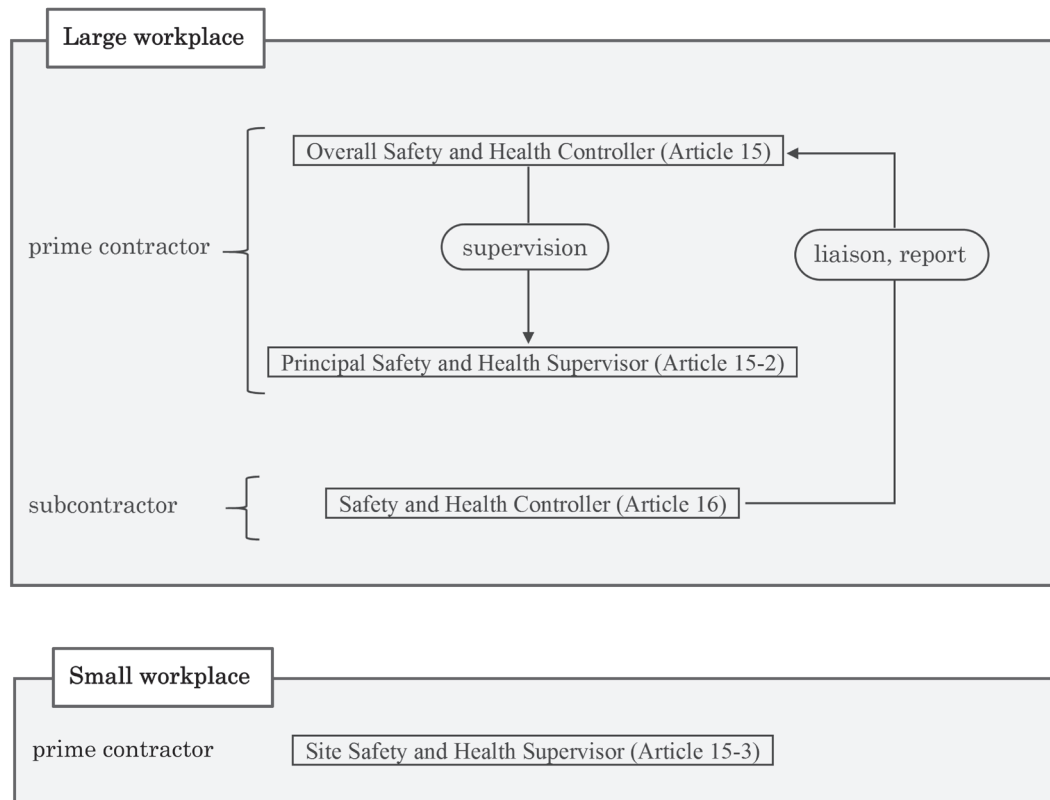 Large workplace
Overall Safety and Health Controller (Article 15)
prime contractor
supervision
liaison, report
Principal Safety and Health Supervisor (Article 15-2)
subcontractor
Safety and Health Controller (Article 16)
Small workplace
prime contractor
Site Safety and Health Supervisor (Article 15-3)